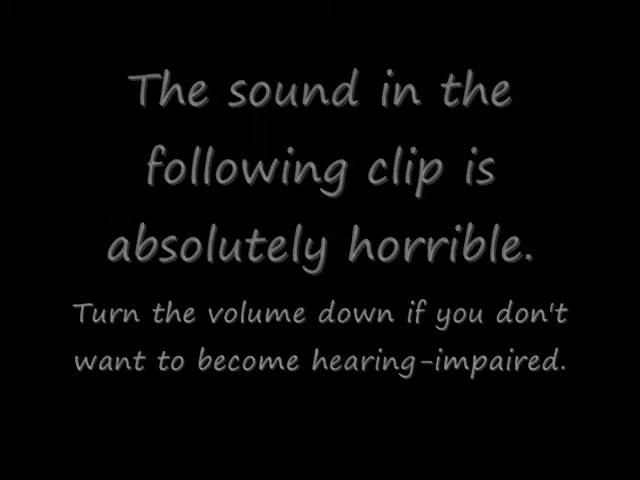 The sound in the
following clip is
absolutely horrible.
Turn the volume down if you don't
want to become hearing-impaired.